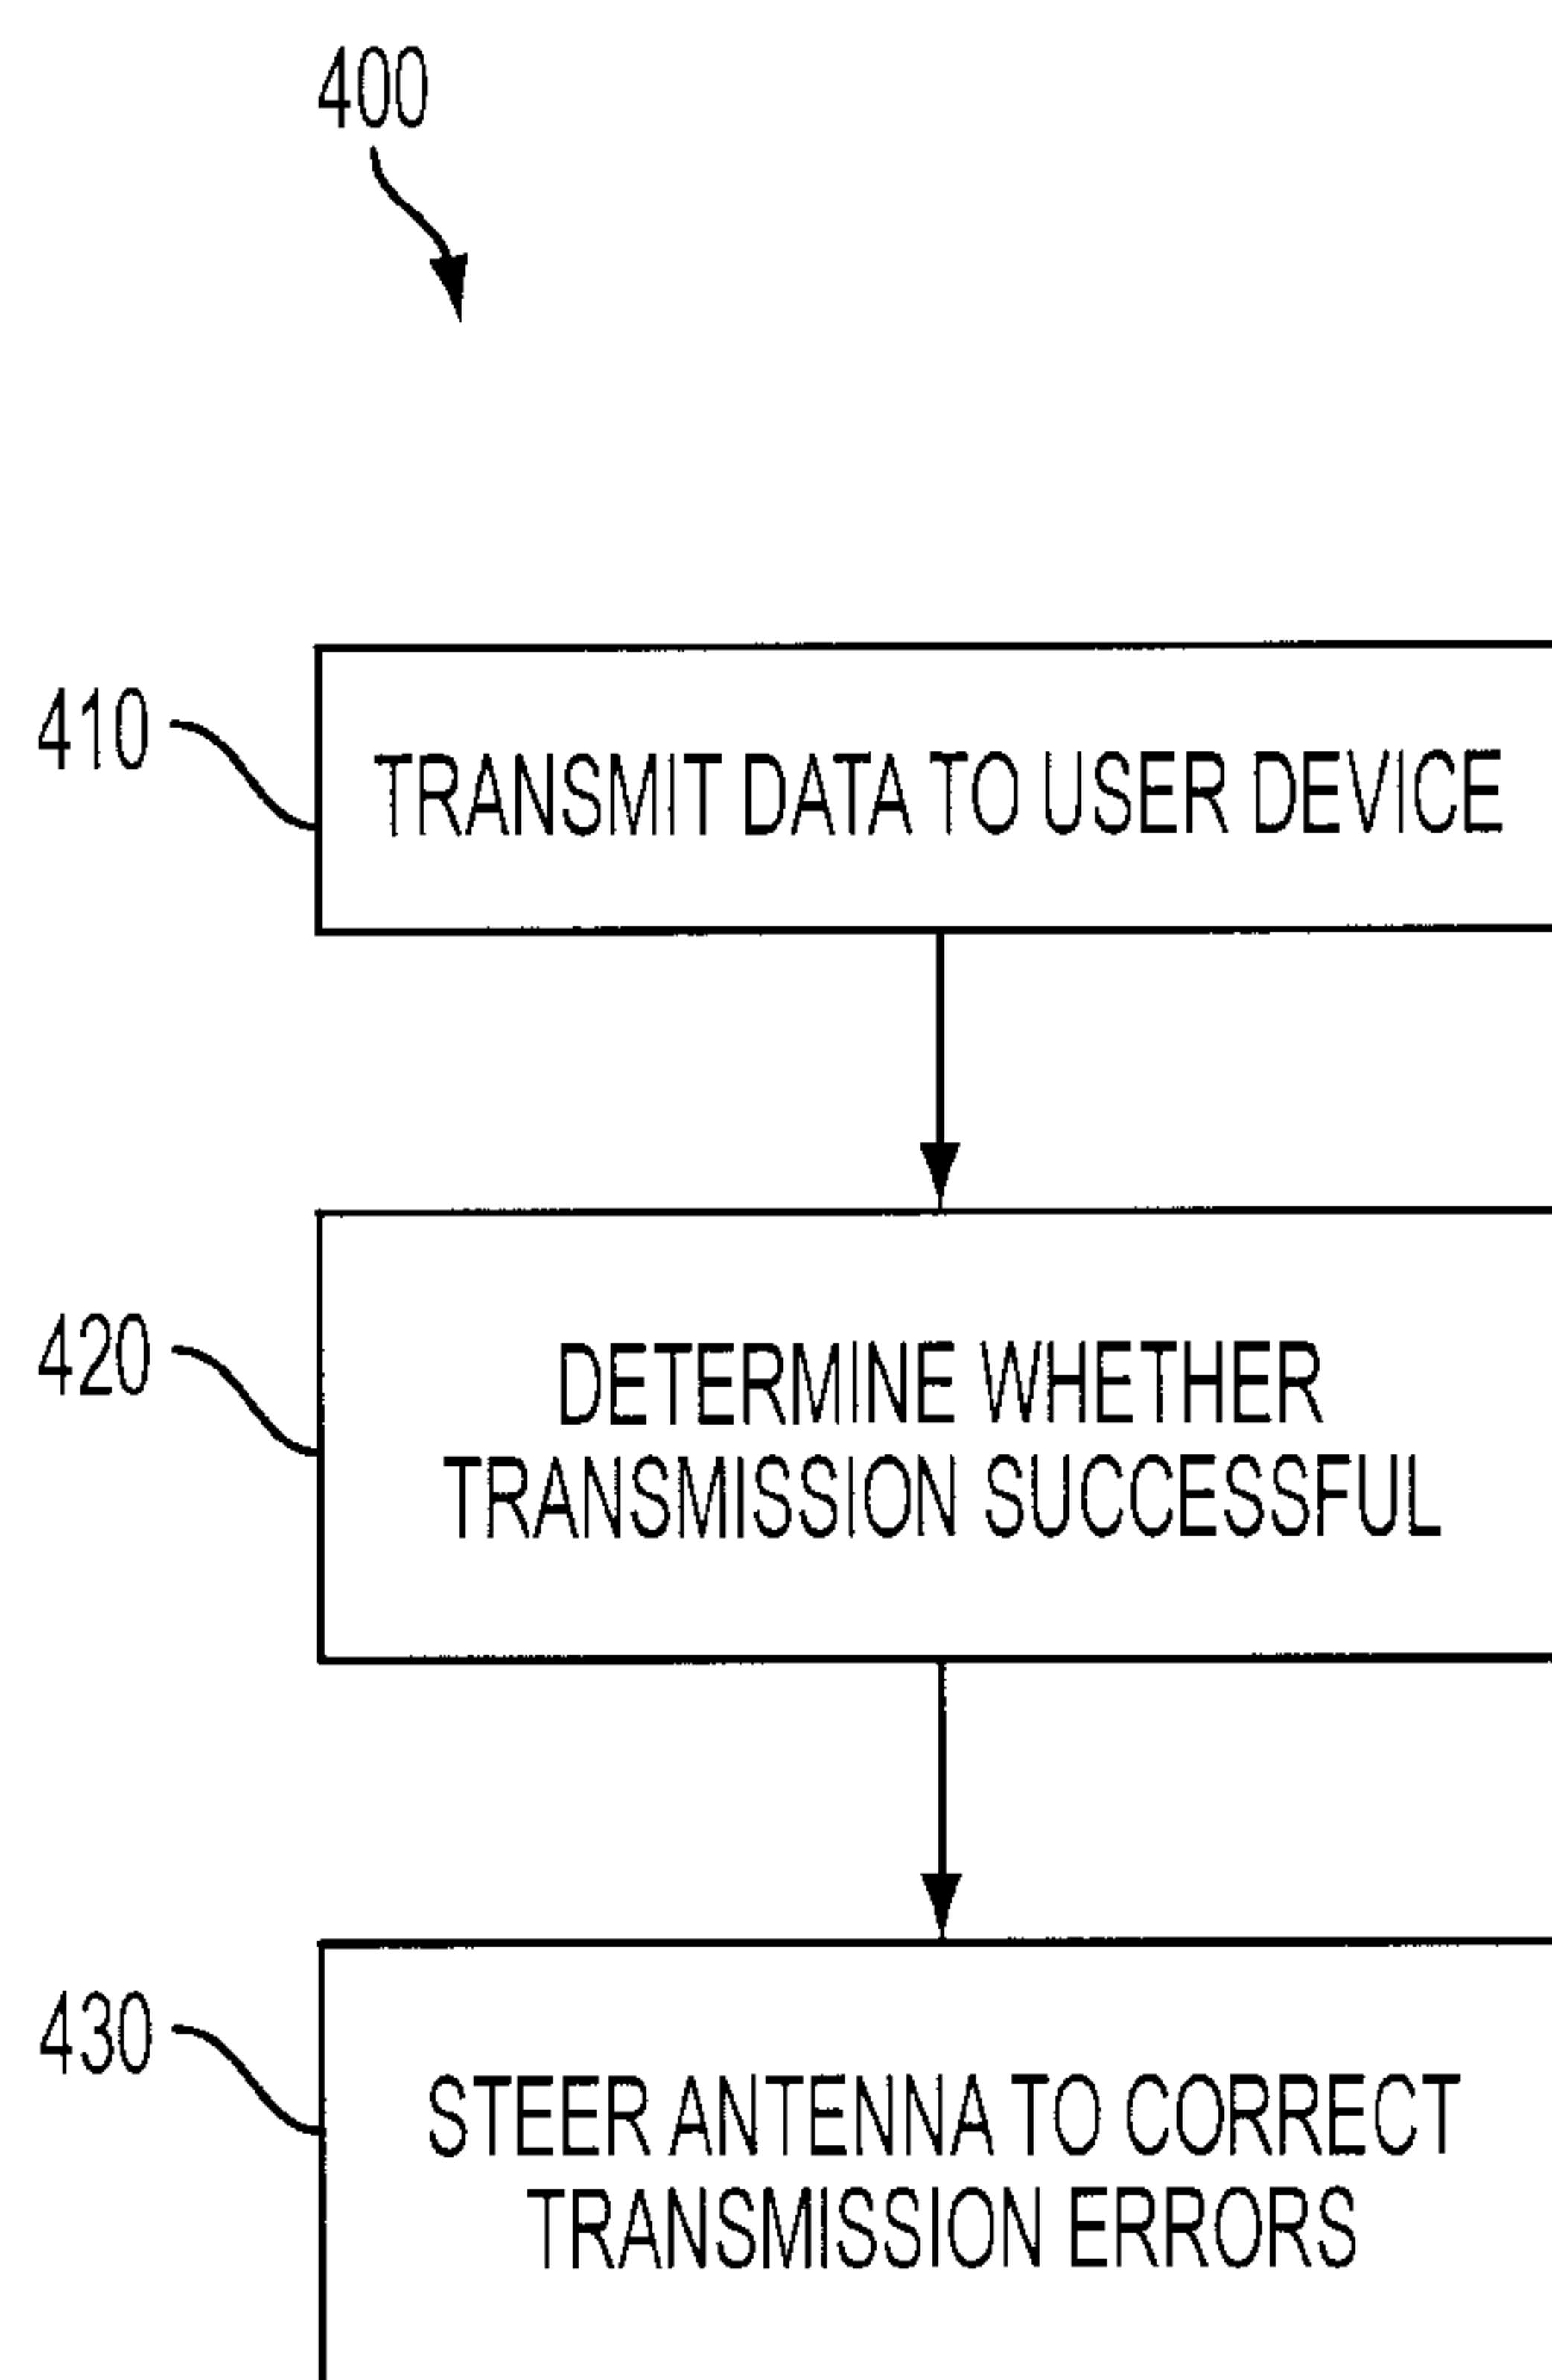 400
410
TRANSMIT DATA TO USER DEVICE
420
DETERMINE WHETHER
TRANSMISSION SUCCESSFUL
430
STEER ANTENNA TO CORRECT
TRANSMISSION ERRORS